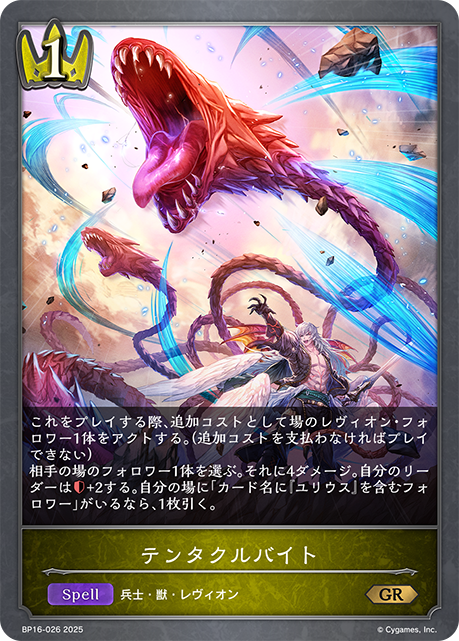 1
これをプレイする際、追加コストとして場のレヴィオン・フォ
ロワー1体をアクトする。(追加コストを支払わなければプレイ
できない)
相手の場のフォロワー1体を選ぶ。それに4ダメージ。自分のリー
ダーは+2する。自分の場に「カード名に『ユリウス』を含むフォ
ロワー」がいるなら、1枚引く。
テンタクルバイト
Spell 兵士・獣・レヴィオン GR
BP16-026 2025 © Cygames, Inc.